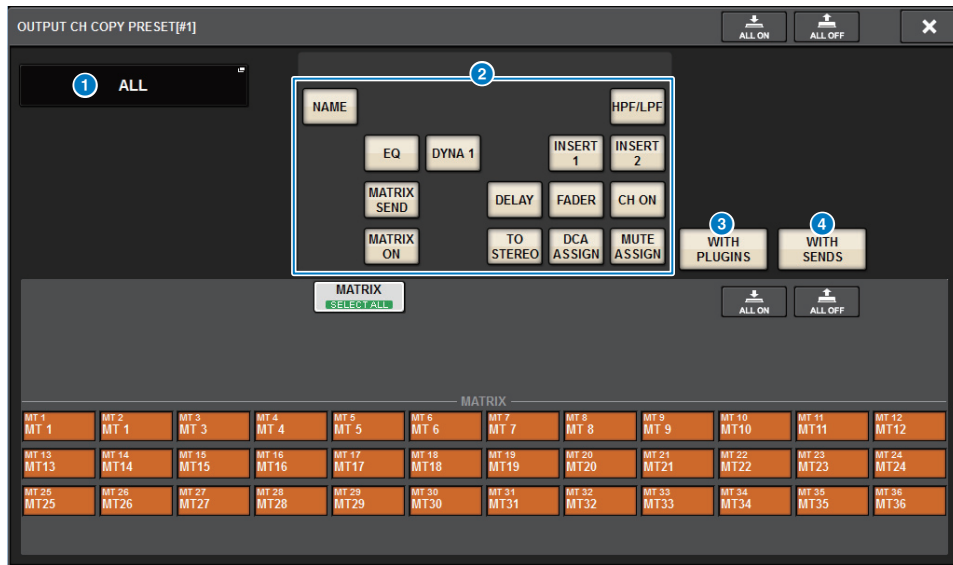 OUTPUT CH COPY PRESET[#1]
ALL ON
ALL OFF
1
ALL
2
NAME
HPF/LPF
EQ
DYNA 1
INSERT
1
INSERT
2
MATRIX
SEND
DELAY
FADER
CH ON
MATRIX
ON
TO
STEREO
DCA
ASSIGN
MUTE
ASSIGN
3
WITH
PLUGINS
4
WITH
SENDS
MATRIX
SELECT ALL
ALL ON
ALL OFF
MATRIX
MT 1 MT 2 MT 3 MT 4 MT 5 MT 6 MT 7 MT 8 MT 9 MT 10 MT 11 MT 12
MT 1 MT 1 MT 3 MT 4 MT 5 MT 6 MT 7 MT 8 MT 9 MT10 MT11 MT12
MT 13 MT 14 MT 15 MT 16 MT 17 MT 18 MT 19 MT 20 MT 21 MT 22 MT 23 MT 24
MT13 MT14 MT15 MT16 MT17 MT18 MT19 MT20 MT21 MT22 MT23 MT24
MT 25 MT 26 MT 27 MT 28 MT 29 MT 30 MT 31 MT 32 MT 33 MT 34 MT 35 MT 36
MT25 MT26 MT27 MT28 MT29 MT30 MT31 MT32 MT33 MT34 MT35 MT36